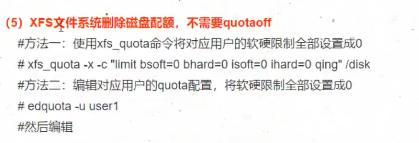 （5）XFS文件系统删除磁盘配额，不需要quotaoff
#方法一：使用xfs_quota命令将对应用户的软硬限制全部设置成0
# xfs_quota -x -c "limit bsoft=0 bhard=0 isoft=0 ihard=0 qing" /disk
#方法二：编辑对应用户的quota配置，将软硬限制全部设置成0
# edquota -u user1
#然后编辑